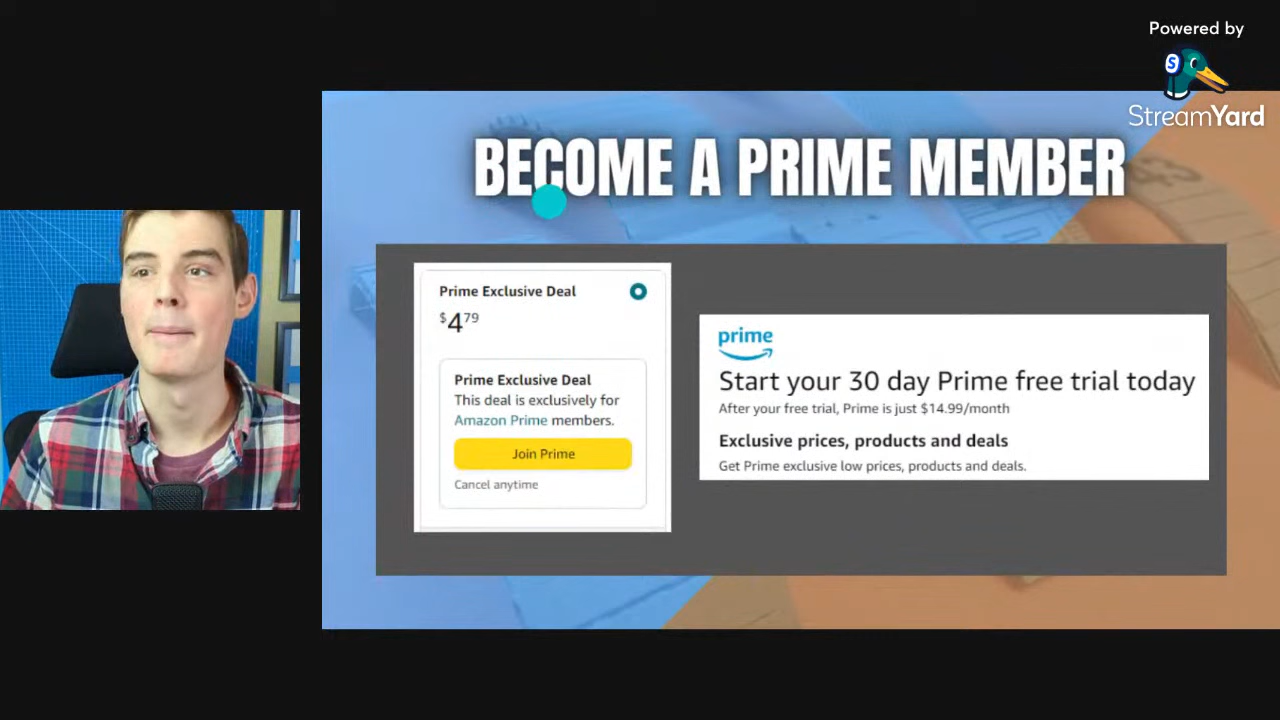 Powered by
S
StreamYard
BECOME A PRIME MEMBER
Prime Exclusive Deal
$4 79
Prime Exclusive Deal
This deal is exclusively for
Amazon Prime members.
Join Prime
Cancel anytime
prime
Start your 30 day Prime free trial today
After your free trial, Prime is just $14.99/month
Exclusive prices, products and deals
Get Prime exclusive low prices, products and deals.